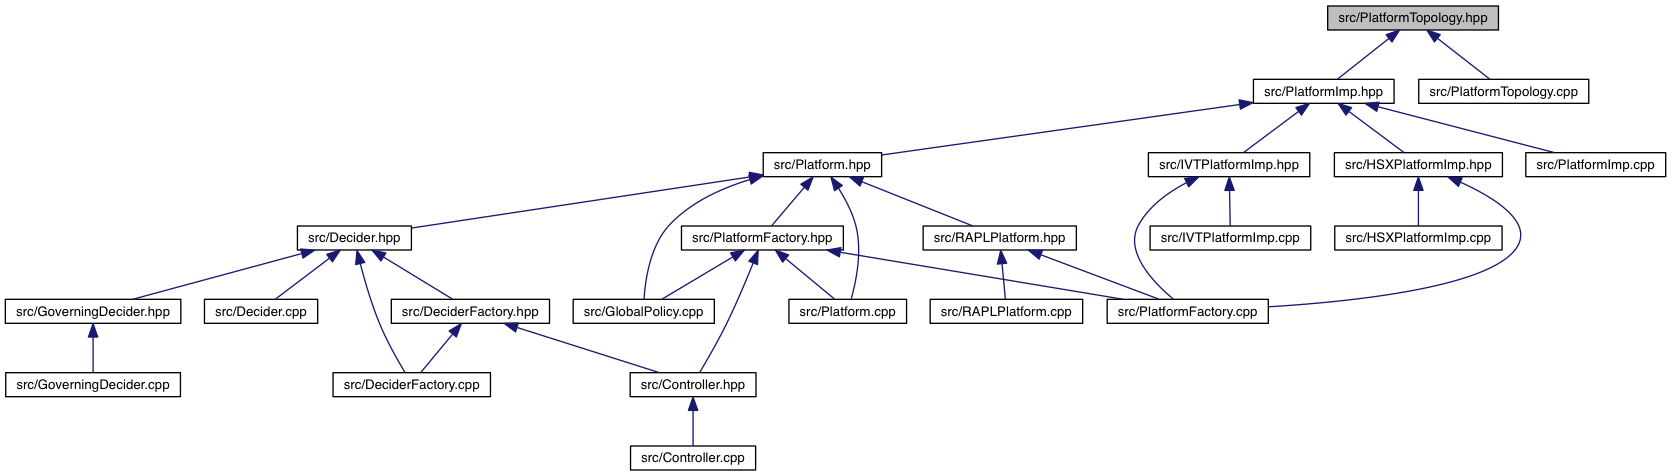 src/PlatformTopology.hpp
src/PlatformImp.hpp
src/PlatformTopology.cpp
src/Platform.hpp
src/IVTPlatformImp.hpp
src/HSXPlatformImp.hpp
src/PlatformImp.cpp
src/Decider.hpp
src/PlatformFactory.hpp
src/RAPLPlatform.hpp
src/IVTPlatformImp.cpp
src/HSXPlatformImp.cpp
src/GoverningDecider.hpp
src/Decider.cpp
src/DeciderFactory.hpp
src/GlobalPolicy.cpp
src/Platform.cpp
src/RAPLPlatform.cpp
src/PlatformFactory.cpp
src/GoverningDecider.cpp
src/DeciderFactory.cpp
src/Controller.hpp
src/Controller.cpp